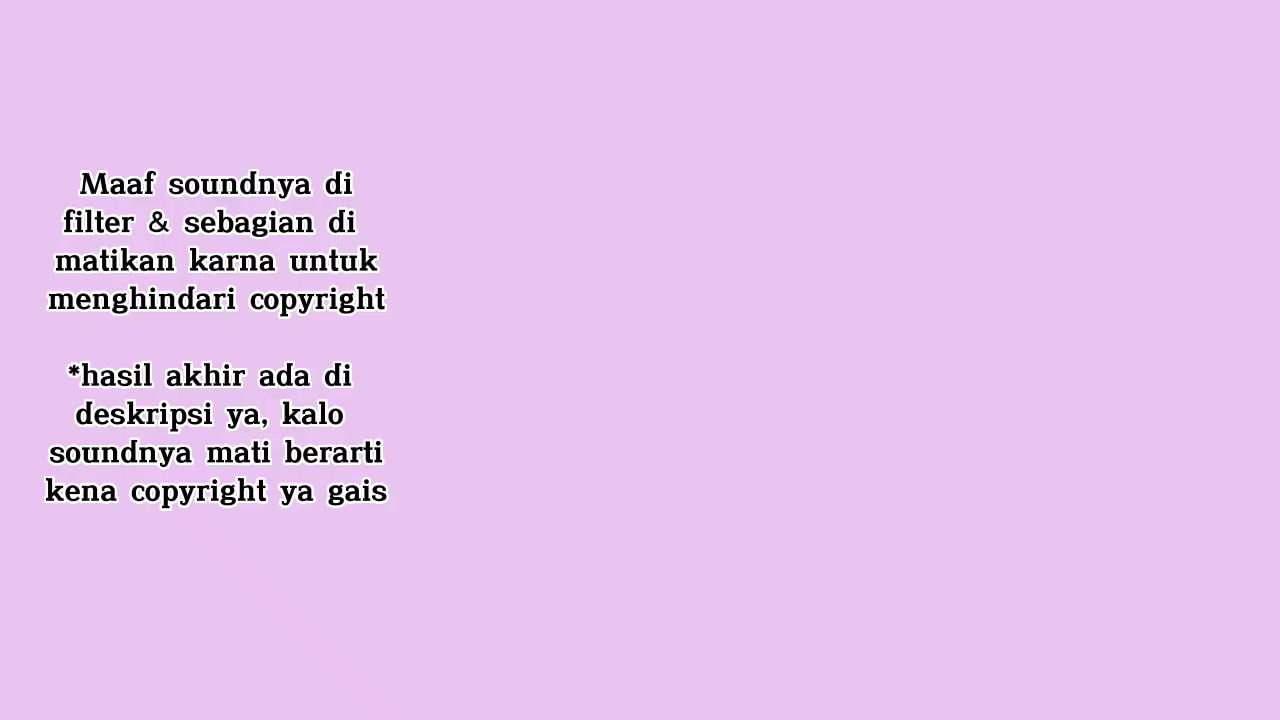 Maaf soundnya di
filter & sebagian di
matikan karna untuk
menghindari copyright
*hasil akhir ada di
deskripsi ya, kalo
soundnya mati berarti
kena copyright ya gais